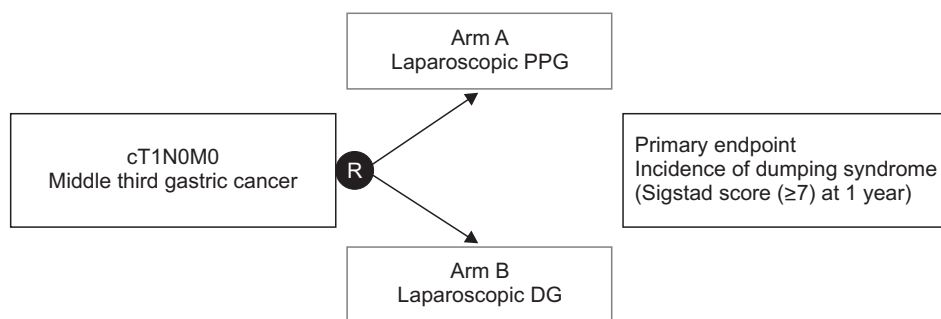 Arm A
Laparoscopic PPG
cT1N0M0
Middle third gastric cancer
R
Primary endpoint
Incidence of dumping syndrome
(Sigstad score (≥7) at 1 year)
Arm B
Laparoscopic DG